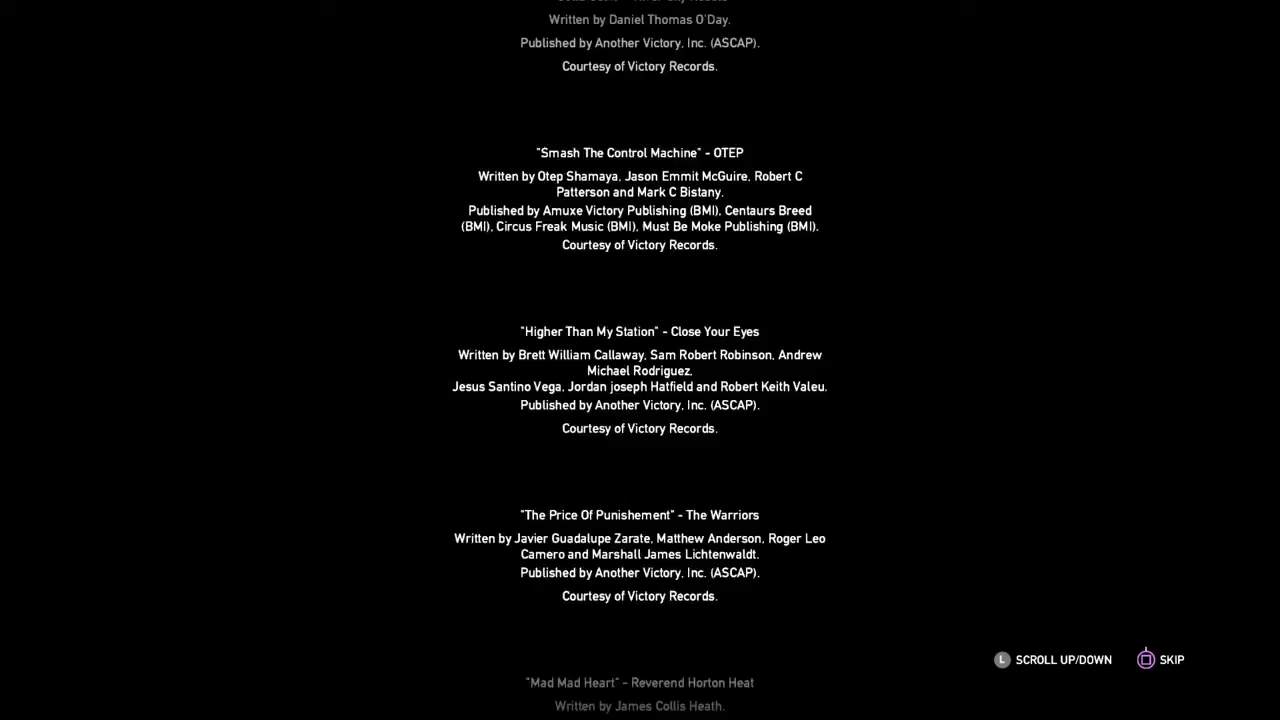 Written by Daniel Thomas O'Day.
Published by Another Victory, Inc. (ASCAP).
Courtesy of Victory Records.
"Smash The Control Machine" - OTEP
Written by Otep Shamaya, Jason Emmit McGuire, Robert C
Patterson and Mark C Bistany.
Published by Amuxe Victory Publishing (BMI), Centaurs Breed
(BMI), Circus Freak Music (BMI), Must Be Moke Publishing (BMI).
Courtesy of Victory Records.
"Higher Than My Station" - Close Your Eyes
Written by Brett William Callaway, Sam Robert Robinson, Andrew
Michael Rodriguez,
Jesus Santino Vega, Jordan joseph Hatfield and Robert Keith Valeu.
Published by Another Victory, Inc. (ASCAP).
Courtesy of Victory Records.
"The Price Of Punishement" - The Warriors
Written by Javier Guadalupe Zarate, Matthew Anderson, Roger Leo
Camero and Marshall James Lichtenwaldt.
Published by Another Victory, Inc. (ASCAP).
Courtesy of Victory Records.
L SCROLL UP/DOWN SKIP
"Mad Mad Heart" - Reverend Horton Heat
Written by James Collis Heath.